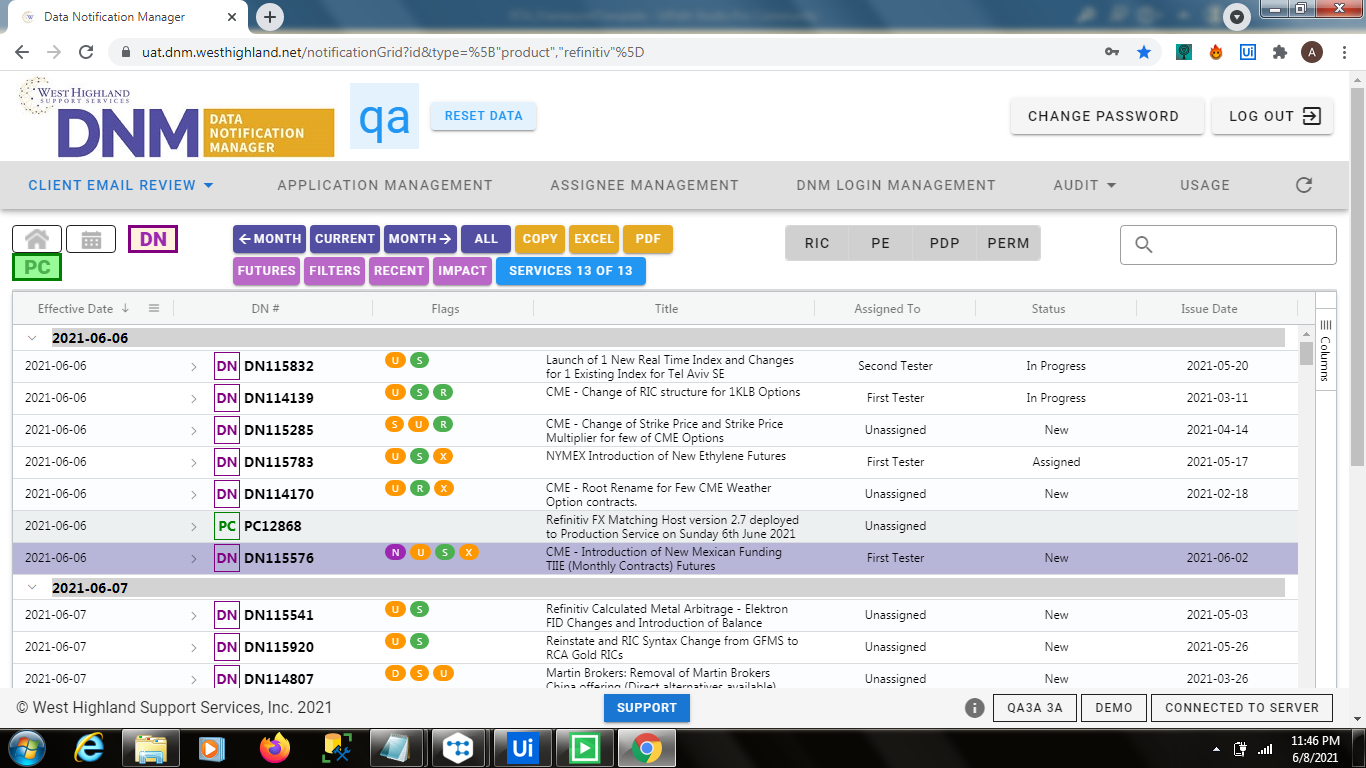 Data Notification Manager
uat.dnm.westhighland.net/notificationGrid?id&type=%5B"product","refinitiv"%5D
Ui
A
WEST HIGHLAND
SUPPORT SERVICES
DNM DATA NOTIFICATION MANAGER
qa
RESET DATA
CHANGE PASSWORD
LOG OUT
CLIENT EMAIL REVIEW APPLICATION MANAGEMENT ASSIGNEE MANAGEMENT DNM LOGIN MANAGEMENT AUDIT USAGE
DN
PC
MONTH CURRENT MONTH ALL COPY EXCEL PDF
FUTURES FILTERS RECENT IMPACT SERVICES 13 OF 13
RIC PE PDP PERM
Effective Date DN # Flags Title Assigned To Status Issue Date
Columns
2021-06-06
2021-06-06 DN DN115832 U S Launch of 1 New Real Time Index and Changes Second Tester In Progress 2021-05-20
for 1 Existing Index for Tel Aviv SE
2021-06-06 DN DN114139 U S R CME - Change of RIC structure for 1KLB Options First Tester In Progress 2021-03-11
2021-06-06 DN DN115285 S U R CME - Change of Strike Price and Strike Price Unassigned New 2021-04-14
Multiplier for few of CME Options
2021-06-06 DN DN115783 U S X NYMEX Introduction of New Ethylene Futures First Tester Assigned 2021-05-17
2021-06-06 DN DN114170 U R X CME - Root Rename for Few CME Weather Unassigned New 2021-02-18
Option contracts.
2021-06-06 PC PC12868 Refinitiv FX Matching Host version 2.7 deployed Unassigned
to Production Service on Sunday 6th June 2021
2021-06-06 DN DN115576 N U S X CME - Introduction of New Mexican Funding First Tester New 2021-06-02
TIIE (Monthly Contracts) Futures
2021-06-07
2021-06-07 DN DN115541 U S Refinitiv Calculated Metal Arbitrage - Elektron Unassigned New 2021-05-03
FID Changes and Introduction of Balance
2021-06-07 DN DN115920 U S Reinstate and RIC Syntax Change from GFMS to Unassigned New 2021-05-26
RCA Gold RICs
2021-06-07 DN DN114807 D S U Martin Brokers: Removal of Martin Brokers Unassigned New 2021-03-26
China offering (Direct alternatives available)
© West Highland Support Services, Inc. 2021
SUPPORT
QA3A 3A
DEMO
CONNECTED TO SERVER
Ui
11:46 PM
6/8/2021